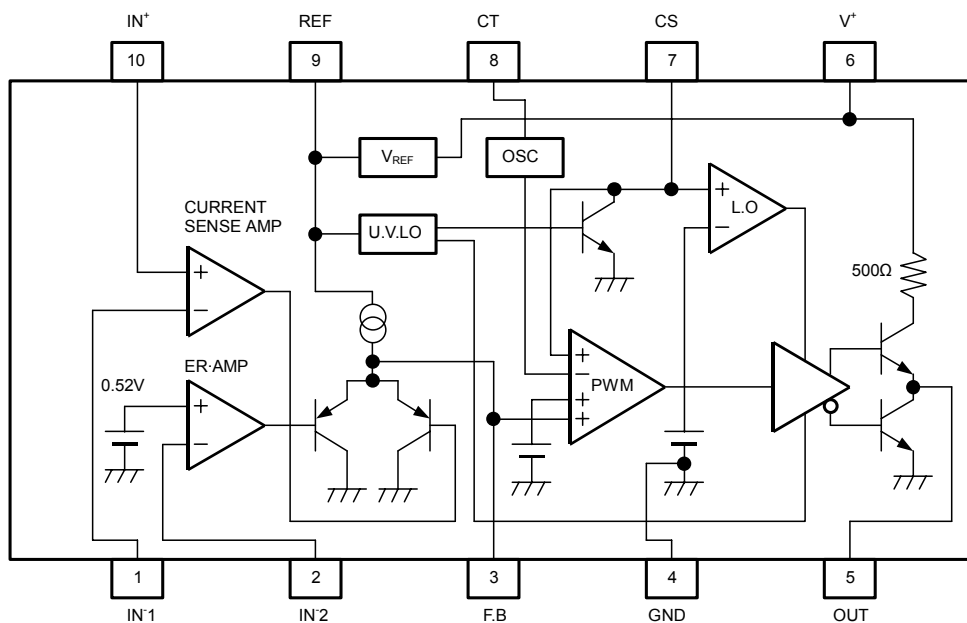 IN⁺ REF CT CS V⁺
10 9 8 7 6
V_REF OSC
+ L.O
−
CURRENT
SENSE AMP
U.V.LO
500Ω
+
−
ER·AMP
0.52V
+
−
+
−
+
+
PWM
1 2 3 4 5
IN⁻1 IN⁻2 F.B GND OUT